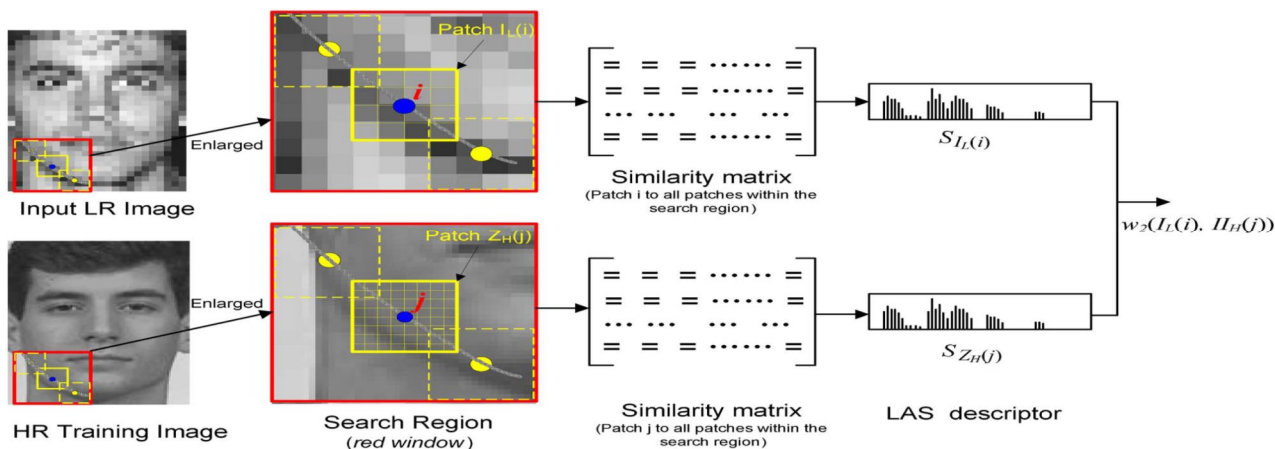 Patch I_L(i)
i
Enlarged
Input LR Image
Similarity matrix
(Patch i to all patches within the
search region)
S_{I_L}(i)
w_2(I_L(i). II_H(j))
Patch Z_H(j)
j
Enlarged
HR Training Image
Search Region
(red window)
Similarity matrix
(Patch j to all patches within the
search region)
S_{Z_H}(j)
LAS descriptor